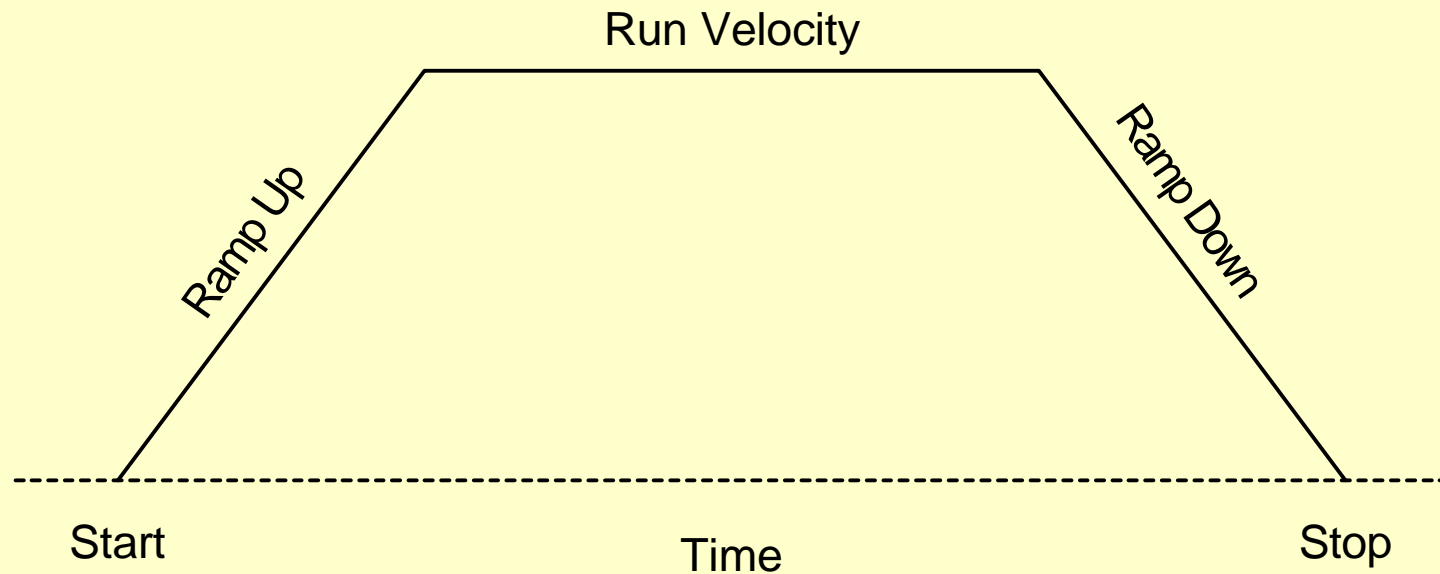 Run Velocity
Ramp Up
Ramp Down
Start
Time
Stop